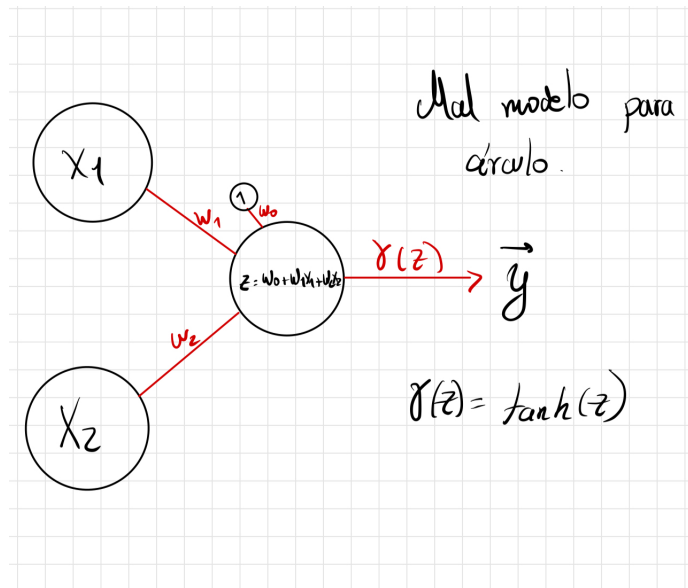 Mal modelo para
círculo.
X1
1
w0
w1
z = w0 + w1x1 + w2x2
γ(z)
y⃗
w2
γ(z) = tanh(z)
X2